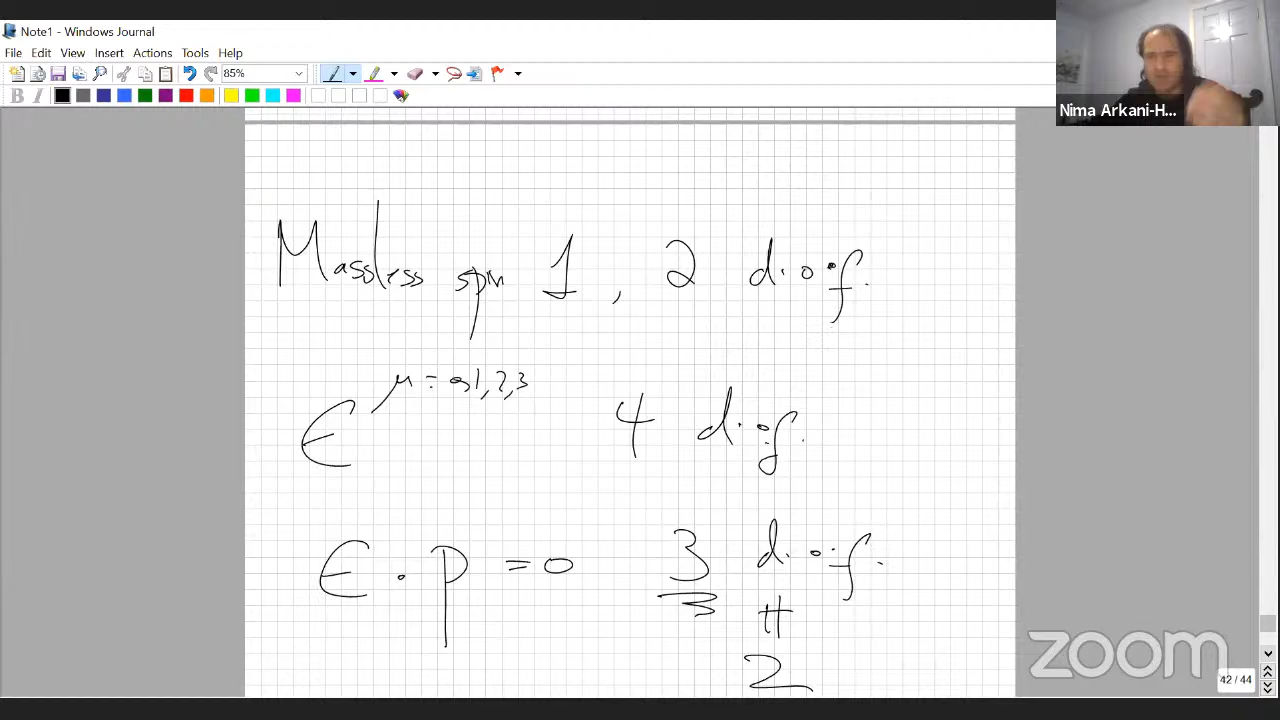 Note1 - Windows Journal
File Edit View Insert Actions Tools Help
85%
Nima Arkani-H...
Massless spin 1, 2 d.o.f.
μ = 0,1,2,3
ϵ 4 d.o.f.
ϵ · p = 0 3 d.o.f.
≠
2
zoom
42 / 44